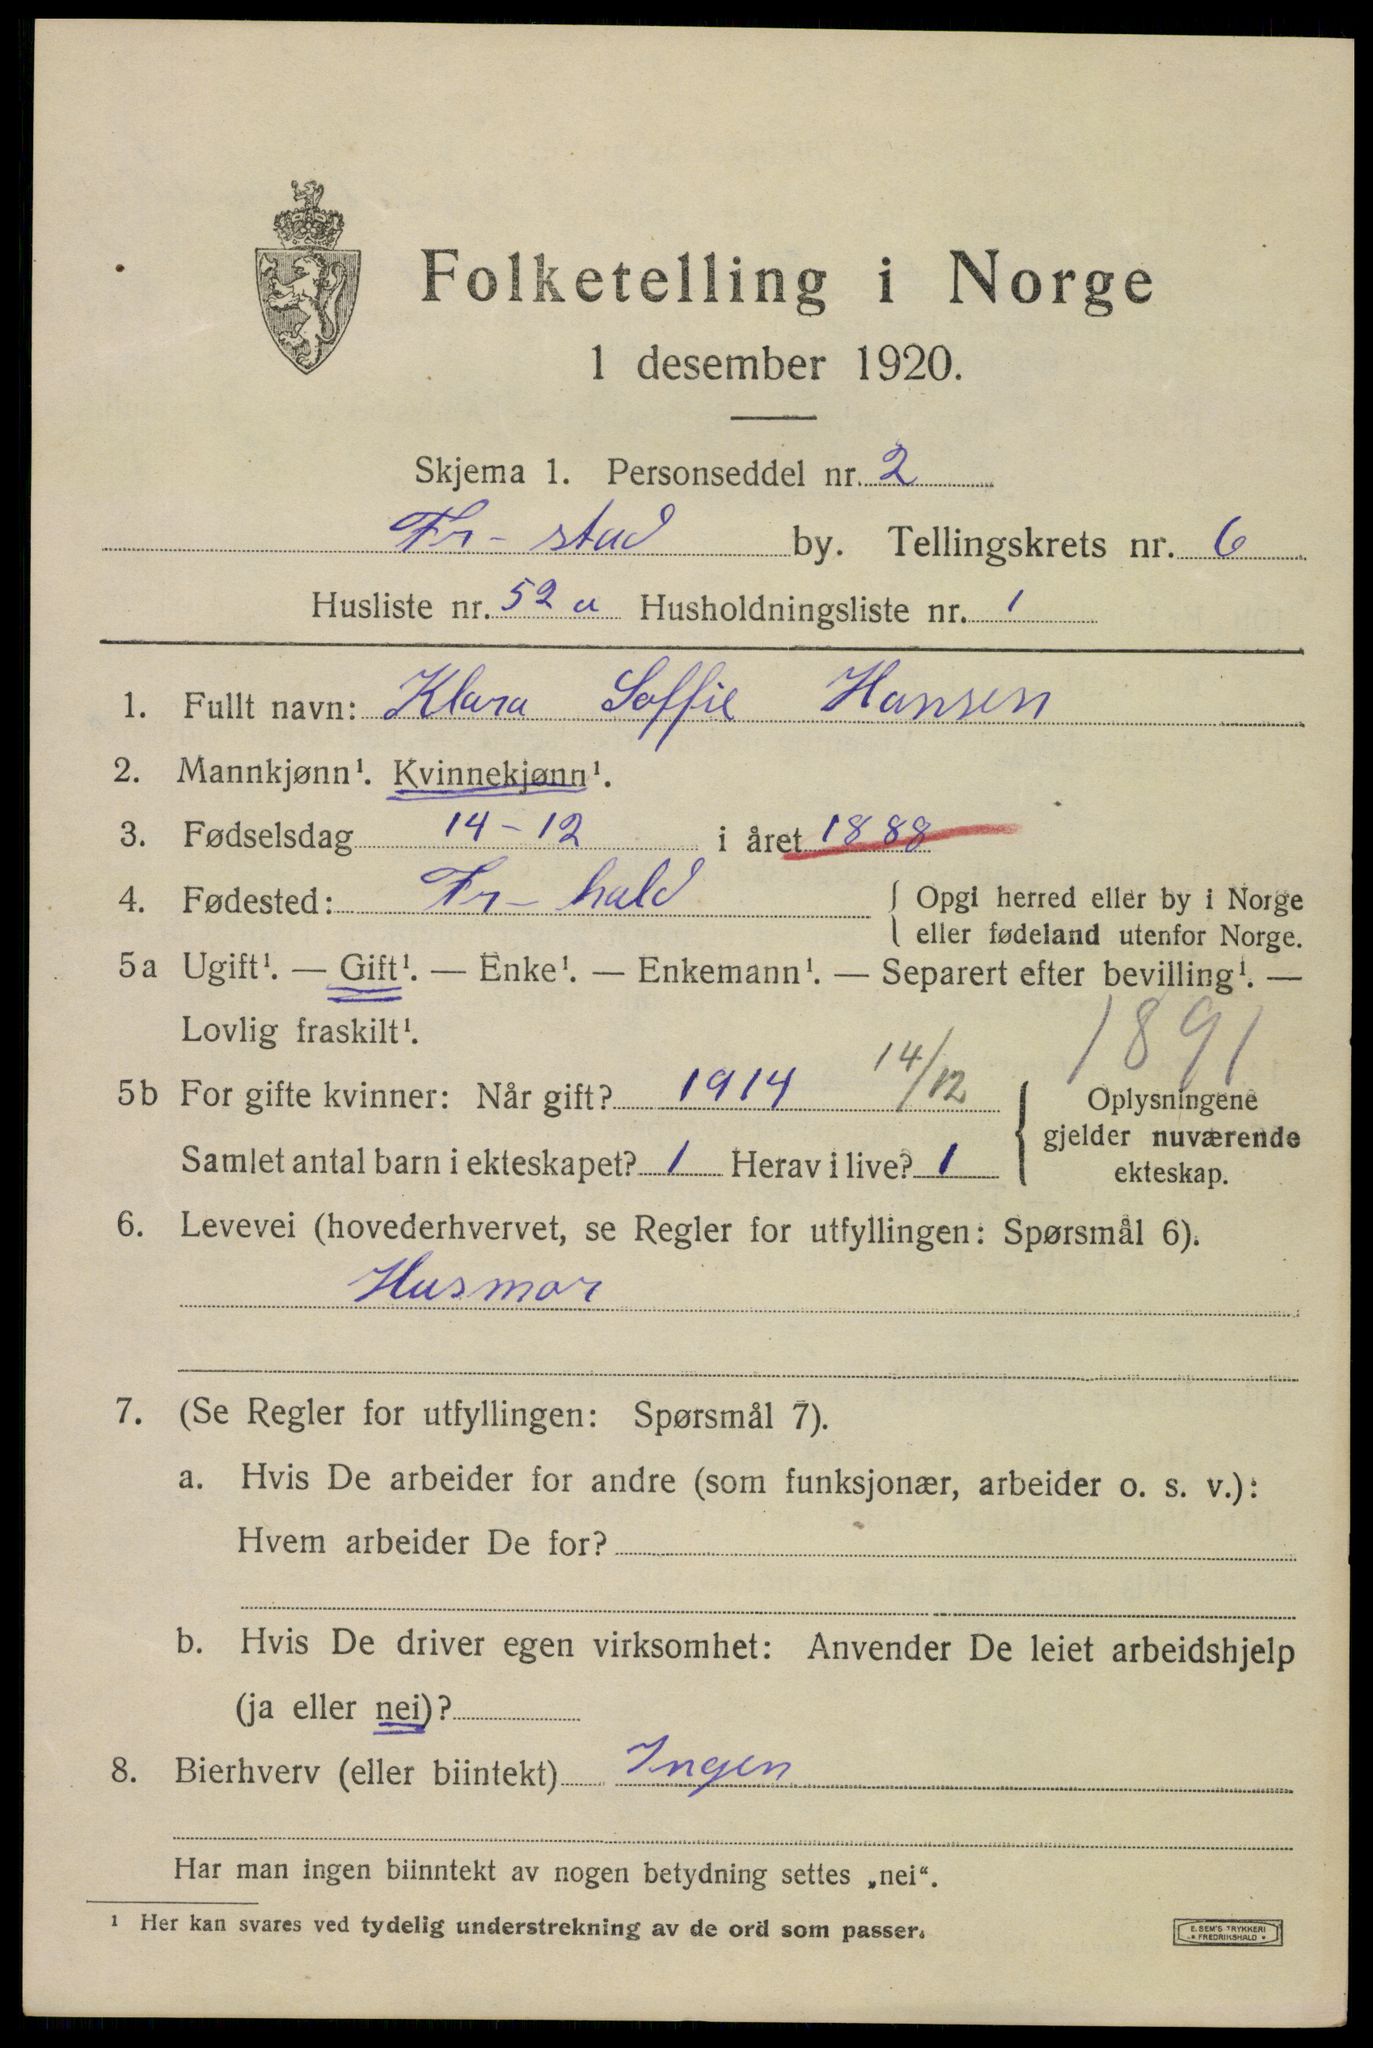 Folketelling i Norge
1 desember 1920.
Skjema 1. Personseddel nr. 2
Fr-stad by. Tellingskrets nr. 6
Husliste nr. 52 a Husholdningsliste nr. 1
1. Fullt navn: Klara Soffie Hansen
2. Mannkjønn¹. Kvinnekjønn¹.
3. Fødselsdag 14-12 i året 1888
4. Fødested: Fr-hald { Opgi herred eller by i Norge
eller fødeland utenfor Norge.
5a Ugift¹. — Gift¹. — Enke¹. — Enkemann¹. — Separert efter bevilling¹. —
Lovlig fraskilt¹.
14/12 1891
5b For gifte kvinner: Når gift? 1914
Samlet antal barn i ekteskapet? 1 Herav i live? 1
{ Oplysningene
gjelder nuværende
ekteskap.
6. Levevei (hovederhvervet, se Regler for utfyllingen: Spørsmål 6).
Husmor
7. (Se Regler for utfyllingen: Spørsmål 7).
a. Hvis De arbeider for andre (som funksjonær, arbeider o. s. v.):
Hvem arbeider De for?
b. Hvis De driver egen virksomhet: Anvender De leiet arbeidshjelp
(ja eller nei)?
8. Bierhverv (eller biintekt) Ingen
Har man ingen biinntekt av nogen betydning settes „nei“.
¹ Her kan svares ved tydelig understrekning av de ord som passer.
E. SEM'S TRYKKERI
* FREDRIKSHALD *